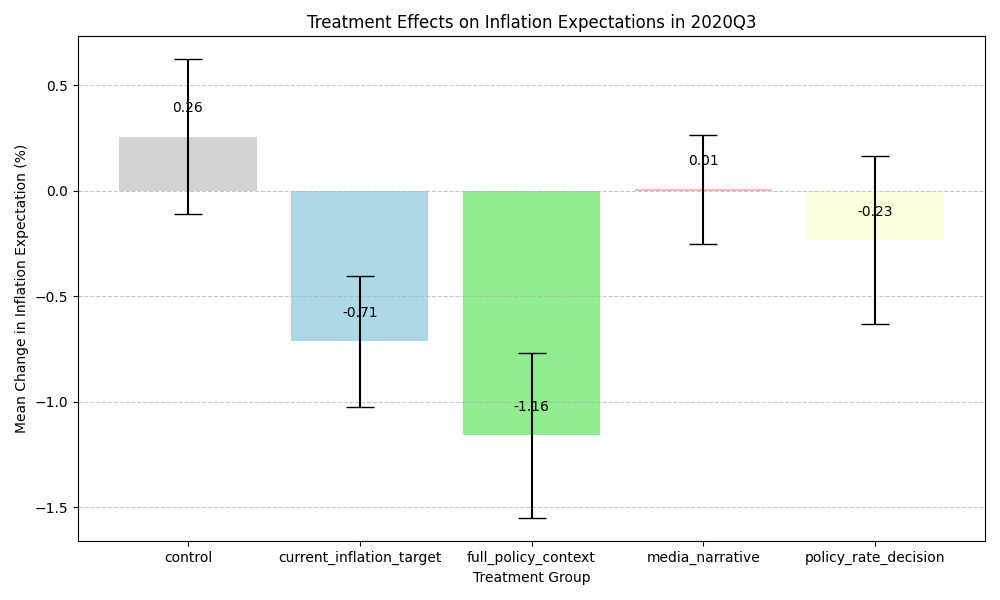 Treatment Effects on Inflation Expectations in 2020Q3
Mean Change in Inflation Expectation (%)
0.5
0.0
−0.5
−1.0
−1.5
0.26
-0.71
-1.16
0.01
-0.23
control
current_inflation_target
full_policy_context
media_narrative
policy_rate_decision
Treatment Group